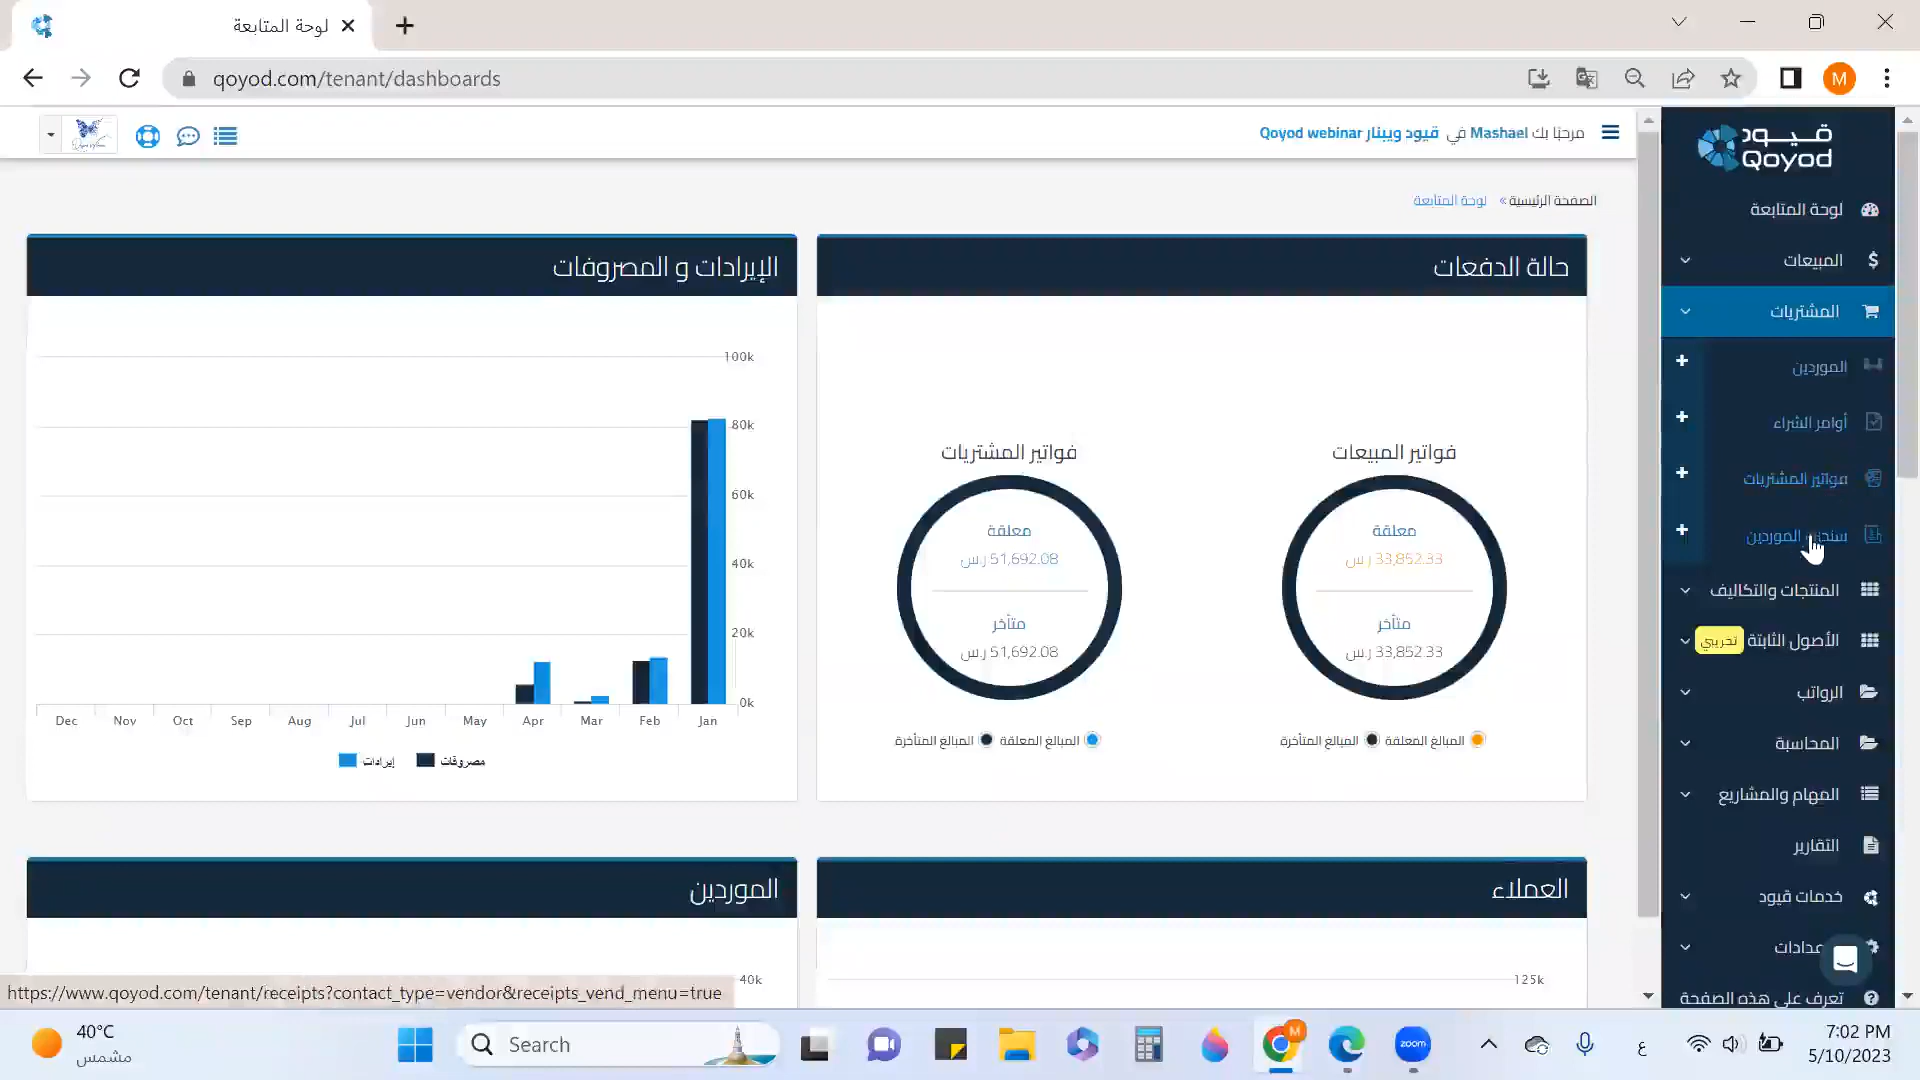 لوحة المتابعة
qoyod.com/tenant/dashboards
M
مرحبًا بك Mashael في قيود ويبنار Qoyod webinar
الصفحة الرئيسية » لوحة المتابعة
حالة الدفعات
فواتير المبيعات
معلقة
33,852.33 ر.س
متأخر
33,852.33 ر.س
المبالغ المعلقة
المبالغ المتأخرة
فواتير المشتريات
معلقة
51,692.08 ر.س
متأخر
51,692.08 ر.س
المبالغ المعلقة
المبالغ المتأخرة
الإيرادات و المصروفات
100k
80k
60k
40k
20k
0k
Dec Nov Oct Sep Aug Jul Jun May Apr Mar Feb Jan
إيرادات
مصروفات
العملاء
125k
الموردين
40k
قيود
Qoyod
لوحة المتابعة
المبيعات
المشتريات
الموردين
أوامر الشراء
فواتير المشتريات
الموردين
المنتجات والتكاليف
الأصول الثابتة تجريبي
الرواتب
المحاسبة
المهام والمشاريع
التقارير
خدمات قيود
تعرف على هذه الصفحة
https://www.qoyod.com/tenant/receipts?contact_type=vendor&receipts_vend_menu=true
40°C
مشمس
Search
M
zoom
ع
7:02 PM
5/10/2023